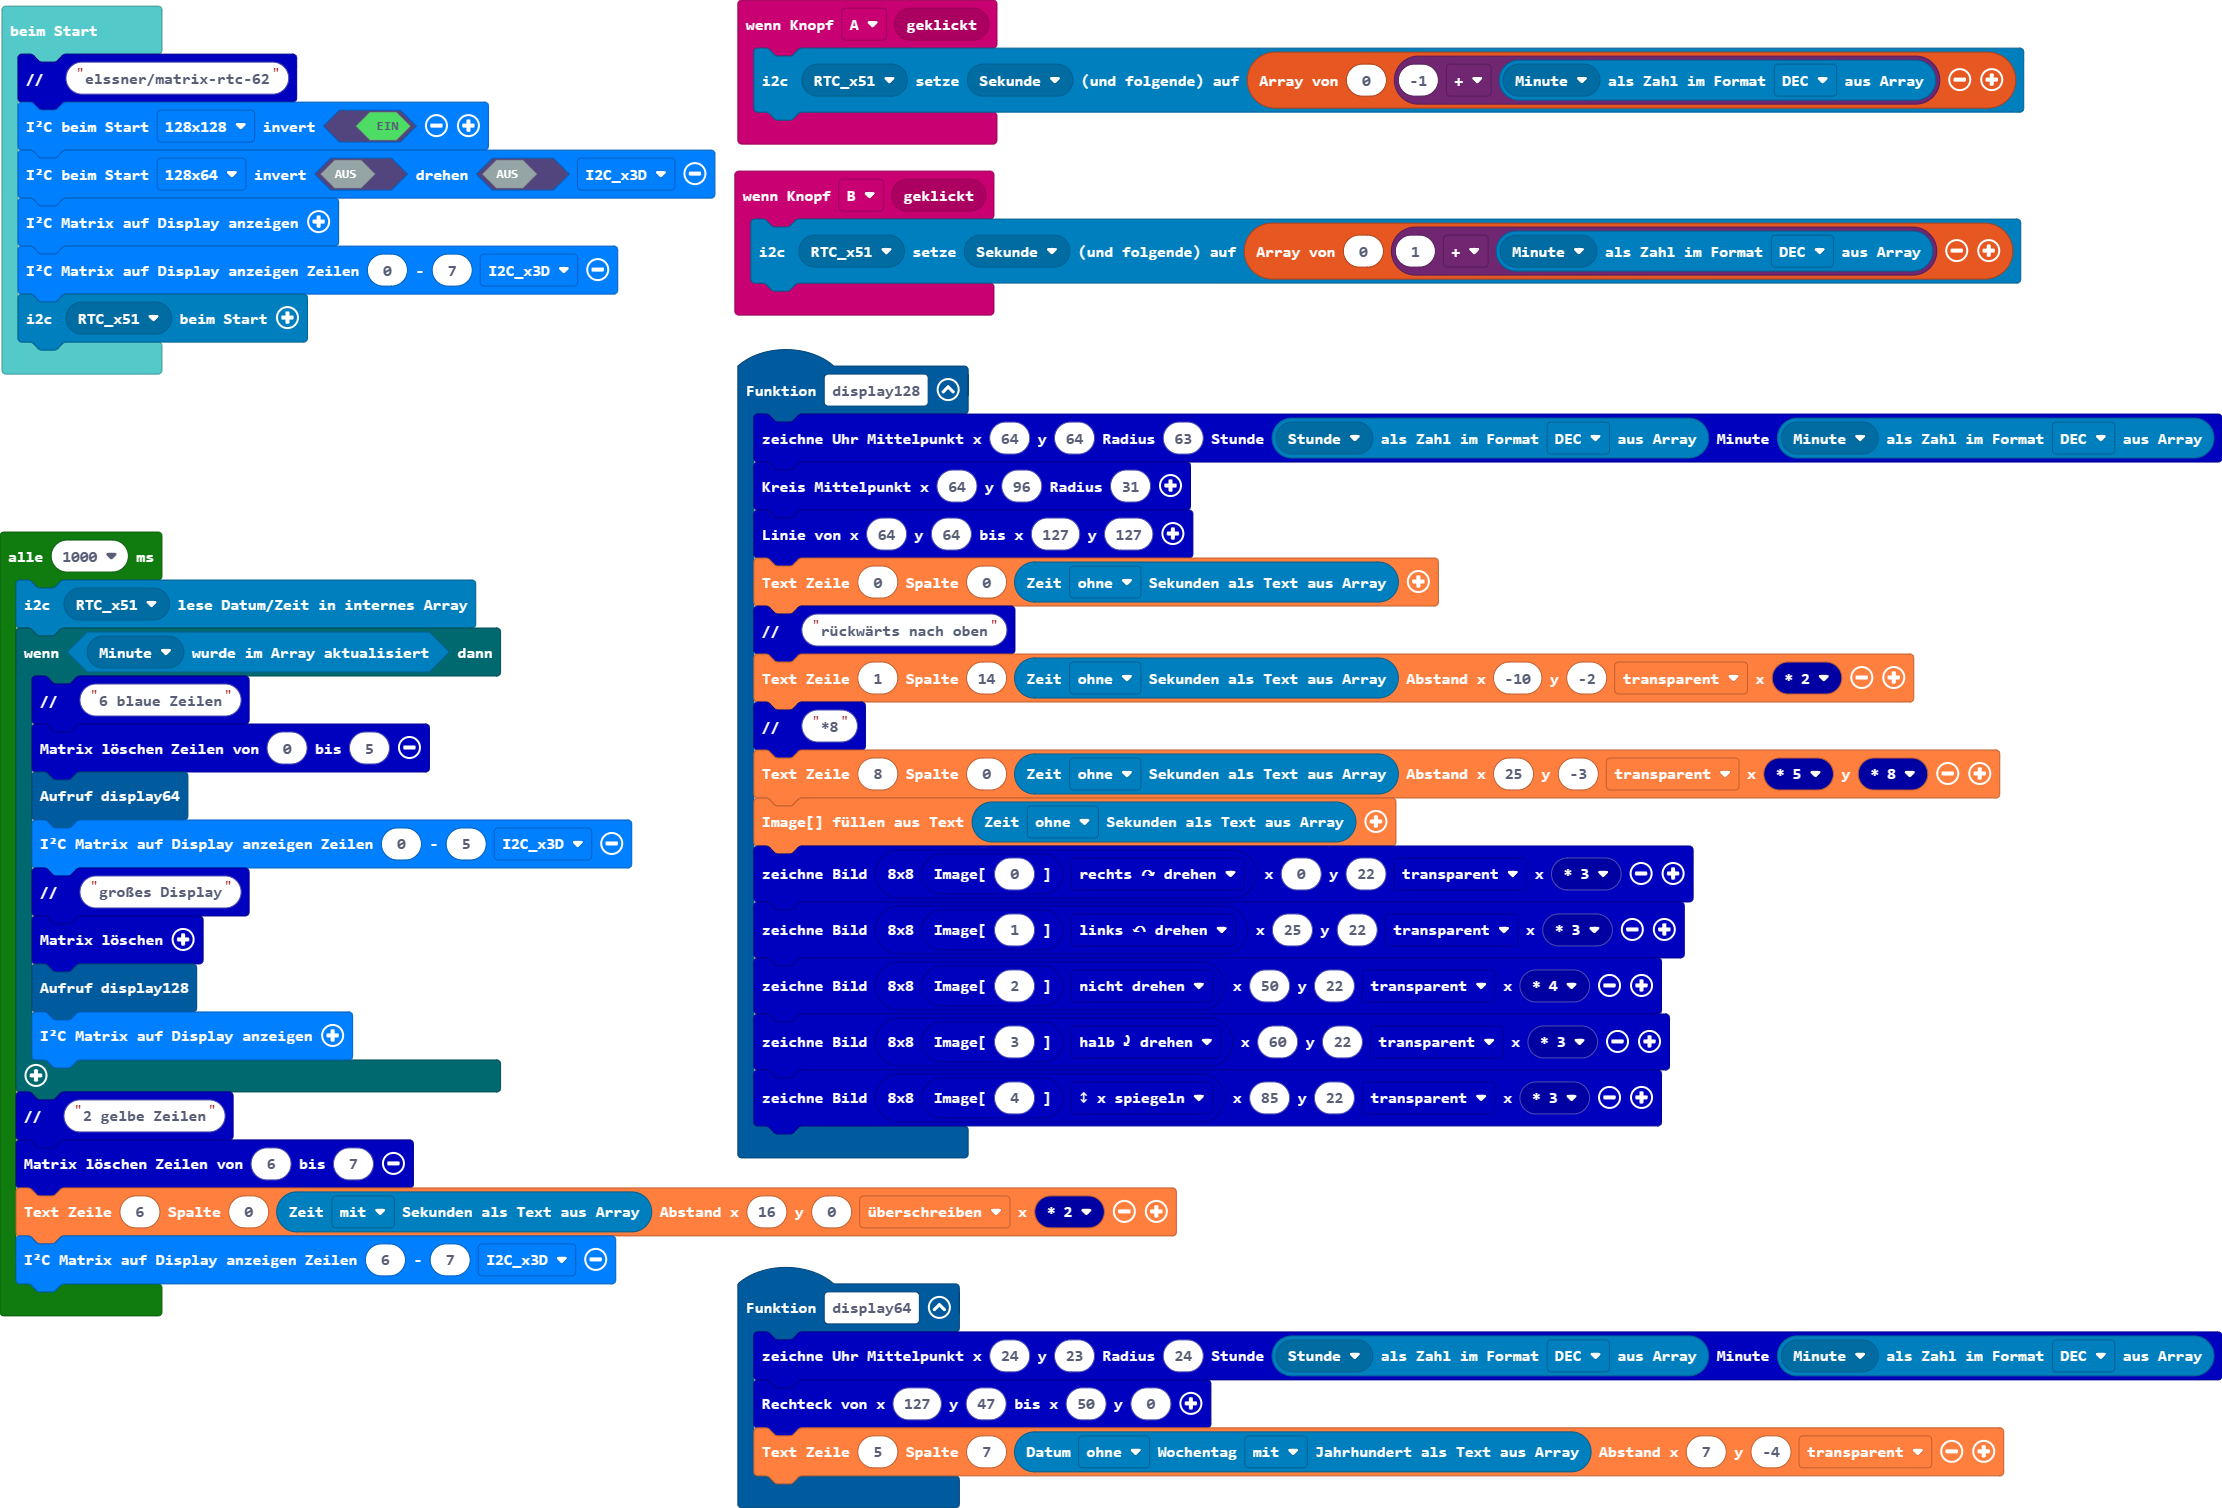 beim Start
// "elssner/matrix-rtc-62"
I²C beim Start 128x128 invert EIN
I²C beim Start 128x64 invert AUS drehen AUS I2C_x3D
I²C Matrix auf Display anzeigen
I²C Matrix auf Display anzeigen Zeilen 0 - 7 I2C_x3D
i2c RTC_x51 beim Start
alle 1000 ms
i2c RTC_x51 lese Datum/Zeit in internes Array
wenn Minute wurde im Array aktualisiert dann
// "6 blaue Zeilen"
Matrix löschen Zeilen von 0 bis 5
Aufruf display64
I²C Matrix auf Display anzeigen Zeilen 0 - 5 I2C_x3D
// "großes Display"
Matrix löschen
Aufruf display128
I²C Matrix auf Display anzeigen
// "2 gelbe Zeilen"
Matrix löschen Zeilen von 6 bis 7
Text Zeile 6 Spalte 0 Zeit mit Sekunden als Text aus Array Abstand x 16 y 0 überschreiben x * 2
I²C Matrix auf Display anzeigen Zeilen 6 - 7 I2C_x3D
wenn Knopf A geklickt
i2c RTC_x51 setze Sekunde (und folgende) auf Array von 0 -1 + Minute als Zahl im Format DEC aus Array
wenn Knopf B geklickt
i2c RTC_x51 setze Sekunde (und folgende) auf Array von 0 1 + Minute als Zahl im Format DEC aus Array
Funktion display128
zeichne Uhr Mittelpunkt x 64 y 64 Radius 63 Stunde Stunde als Zahl im Format DEC aus Array Minute Minute als Zahl im Format DEC aus Array
Kreis Mittelpunkt x 64 y 96 Radius 31
Linie von x 64 y 64 bis x 127 y 127
Text Zeile 0 Spalte 0 Zeit ohne Sekunden als Text aus Array
// "rückwärts nach oben"
Text Zeile 1 Spalte 14 Zeit ohne Sekunden als Text aus Array Abstand x -10 y -2 transparent x * 2
// "*8"
Text Zeile 8 Spalte 0 Zeit ohne Sekunden als Text aus Array Abstand x 25 y -3 transparent x * 5 y * 8
Image[] füllen aus Text Zeit ohne Sekunden als Text aus Array
zeichne Bild 8x8 Image[ 0 ] rechts ↷ drehen x 0 y 22 transparent x * 3
zeichne Bild 8x8 Image[ 1 ] links ↶ drehen x 25 y 22 transparent x * 3
zeichne Bild 8x8 Image[ 2 ] nicht drehen x 50 y 22 transparent x * 4
zeichne Bild 8x8 Image[ 3 ] halb ⤸ drehen x 60 y 22 transparent x * 3
zeichne Bild 8x8 Image[ 4 ] ↕ x spiegeln x 85 y 22 transparent x * 3
Funktion display64
zeichne Uhr Mittelpunkt x 24 y 23 Radius 24 Stunde Stunde als Zahl im Format DEC aus Array Minute Minute als Zahl im Format DEC aus Array
Rechteck von x 127 y 47 bis x 50 y 0
Text Zeile 5 Spalte 7 Datum ohne Wochentag mit Jahrhundert als Text aus Array Abstand x 7 y -4 transparent